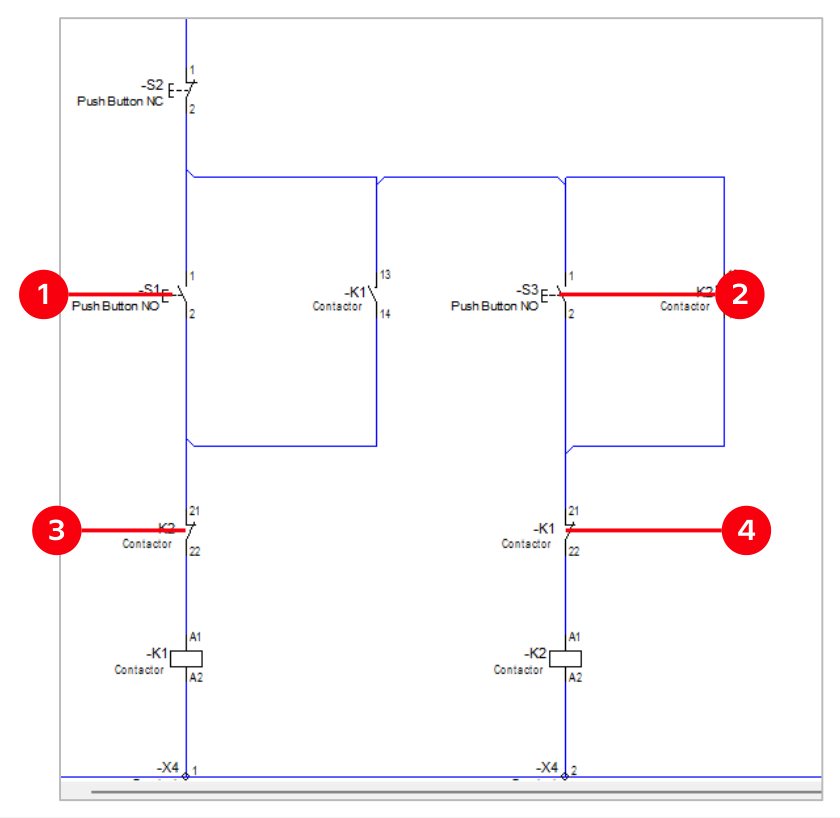 1
-S2
Push Button NC
2
1
-S1
Push Button NO
2
1
13
-K1
Contactor
14
1
-S3
Push Button NO
2
K2
Contactor
2
21
K2
Contactor
22
3
21
-K1
Contactor
22
4
A1
-K1
Contactor
A2
A1
-K2
Contactor
A2
-X4
1
-X4
2